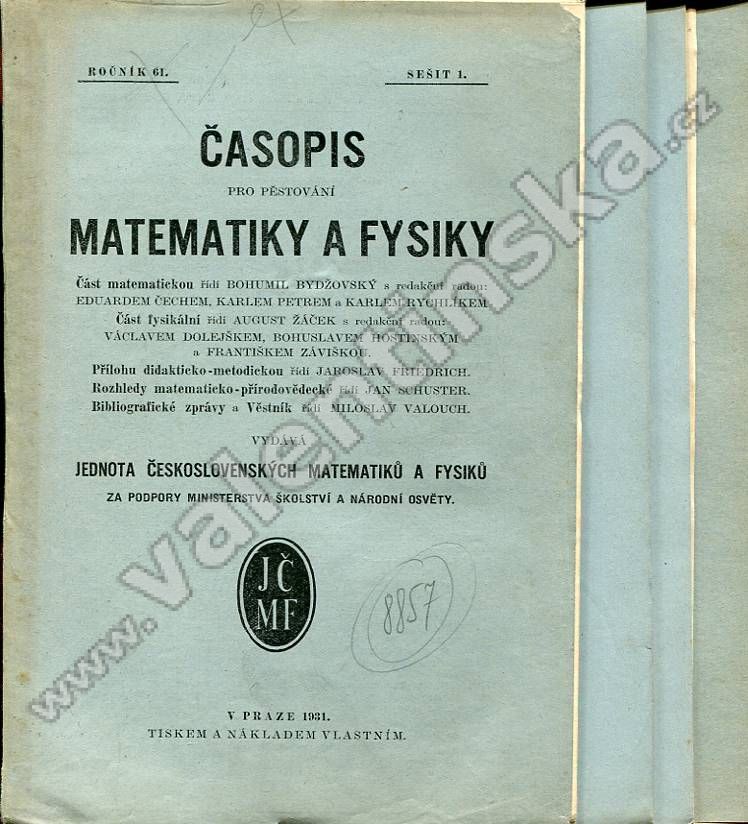 ROČNÍK 61. SEŠIT 1.
ČASOPIS
PRO PĚSTOVÁNÍ
MATEMATIKY A FYSIKY
Část matematickou řídí BOHUMIL BYDŽOVSKÝ s redakční radou:
EDUARDEM ČECHEM, KARLEM PETREM a KARLEM RYCHLÍKEM
Část fysikální řídí AUGUST ŽÁČEK s redakční radou:
VÁCLAVEM DOLEJŠKEM, BOHUSLAVEM HOSTINSKÝM
a FRANTIŠKEM ZÁVIŠKOU.
Přílohu didakticko-metodickou řídí JAROSLAV FRIEDRICH.
Rozhledy matematicko-přírodovědecké řídí JAN SCHUSTER.
Bibliografické zprávy a Věstník řídí MILOSLAV VALOUCH.
VYDÁVÁ
JEDNOTA ČESKOSLOVENSKÝCH MATEMATIKŮ A FYSIKŮ
ZA PODPORY MINISTERSTVA ŠKOLSTVÍ A NÁRODNÍ OSVĚTY.
JČ
MF
8857
V PRAZE 1931.
TISKEM A NÁKLADEM VLASTNÍM.
www.valentinska.cz